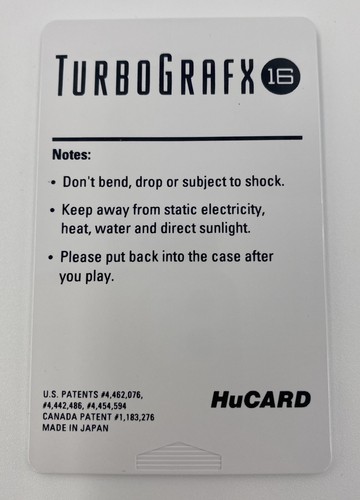 TURBOGRAFX 16
Notes:
• Don't bend, drop or subject to shock.
• Keep away from static electricity,
heat, water and direct sunlight.
• Please put back into the case after
you play.
U.S. PATENTS #4,462,076,
#4,442,486, #4,454,594
CANADA PATENT #1,183,276
MADE IN JAPAN
HuCARD